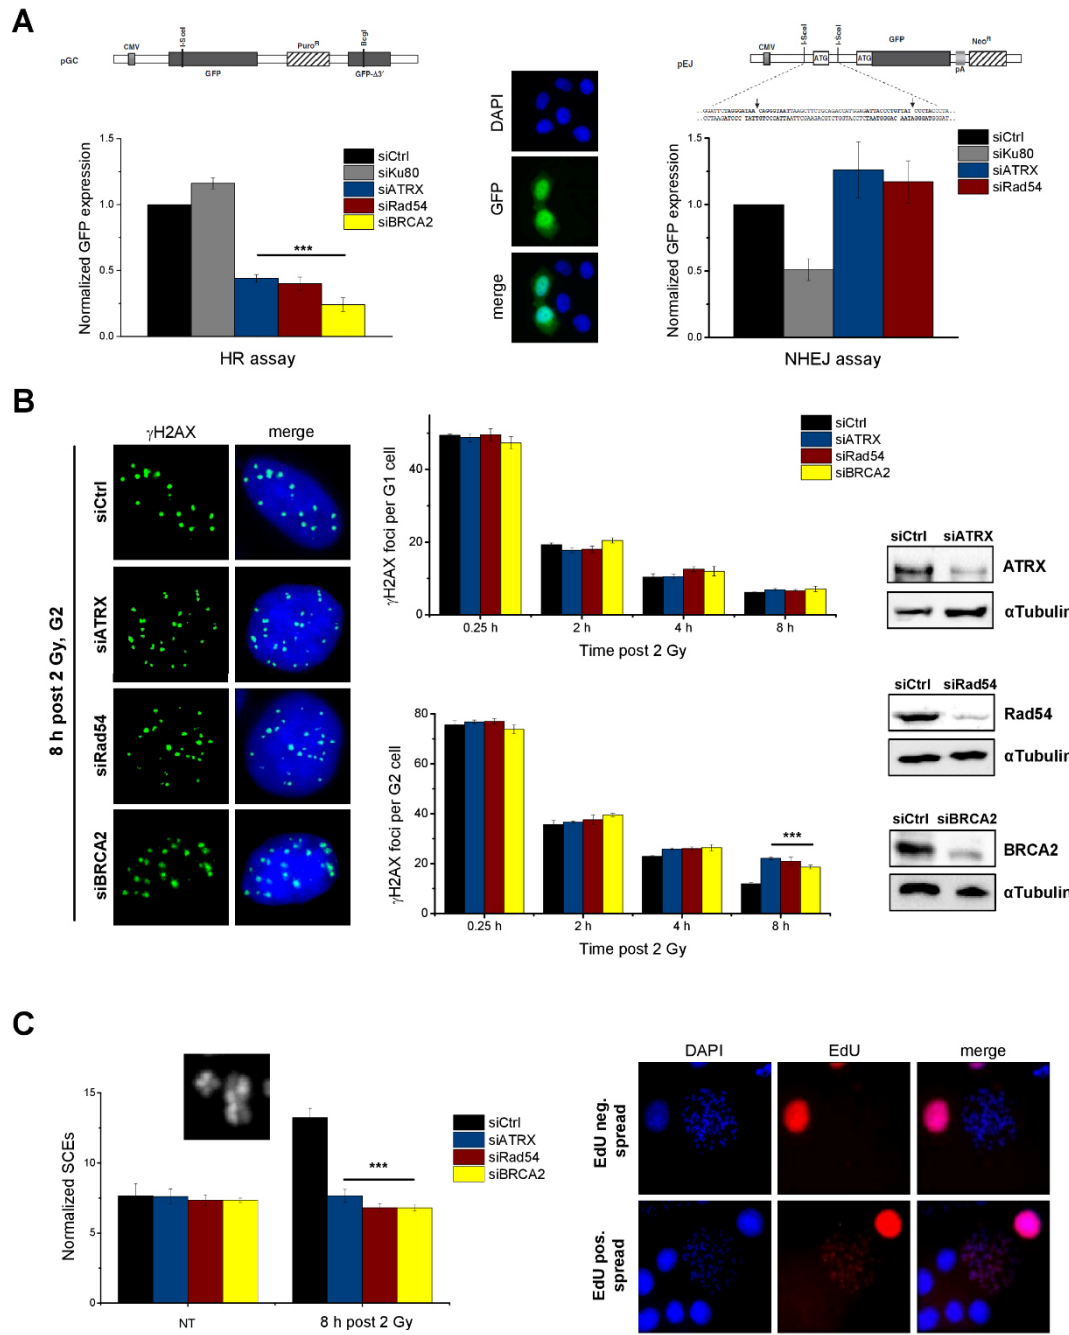 A
pGC
CMV
I-SceI
GFP
Puroᴿ
BcgI
GFP-Δ3'
1.5
1.0
0.5
0.0
Normalized GFP expression
siCtrl
siKu80
siATRX
siRad54
siBRCA2
***
HR assay
DAPI
GFP
merge
pEJ
CMV
I-SceI
I-SceI
ATG
ATG
GFP
pA
Neoᴿ
1.5
1.0
0.5
0.0
Normalized GFP expression
siCtrl
siKu80
siATRX
siRad54
NHEJ assay
B
γH2AX
merge
8 h post 2 Gy, G2
siCtrl
siATRX
siRad54
siBRCA2
γH2AX foci per G1 cell
40
20
0
0.25 h
2 h
4 h
8 h
Time post 2 Gy
siCtrl
siATRX
siRad54
siBRCA2
γH2AX foci per G2 cell
80
60
40
20
0
***
0.25 h
2 h
4 h
8 h
Time post 2 Gy
siCtrl siATRX
ATRX
αTubulin
siCtrl siRad54
Rad54
αTubulin
siCtrl siBRCA2
BRCA2
αTubulin
C
Normalized SCEs
15
10
5
0
***
NT
8 h post 2 Gy
siCtrl
siATRX
siRad54
siBRCA2
DAPI
EdU
merge
EdU neg.
spread
EdU pos.
spread